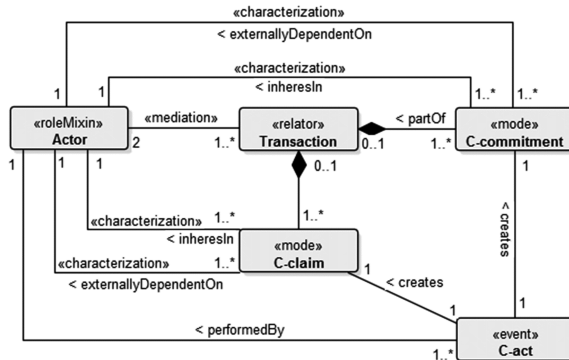 «characterization»
< externallyDependentOn
«characterization»
< inheresIn
1
1
1..*
1..*
«roleMixin»
Actor
«mediation»
2
1..*
«relator»
Transaction
< partOf
0..1
1..*
«mode»
C-commitment
1
1
1
0..1
1
«characterization»
1..*
< inheresIn
1..*
< creates
«characterization»
1..*
< externallyDependentOn
«mode»
C-claim
1
< creates
1
1
< performedBy
1..*
«event»
C-act